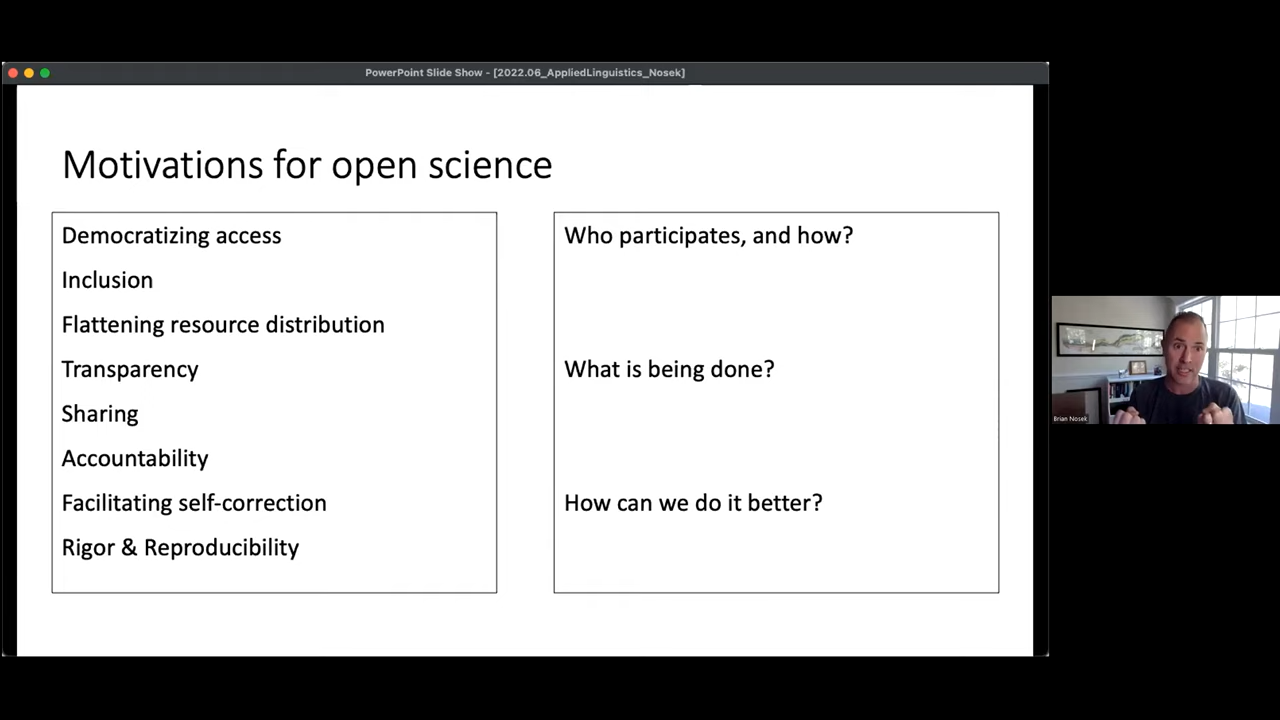 PowerPoint Slide Show - [2022.06_AppliedLinguistics_Nosek]
Motivations for open science
Democratizing access
Inclusion
Flattening resource distribution
Transparency
Sharing
Accountability
Facilitating self-correction
Rigor & Reproducibility
Who participates, and how?
What is being done?
How can we do it better?
Brian Nosek